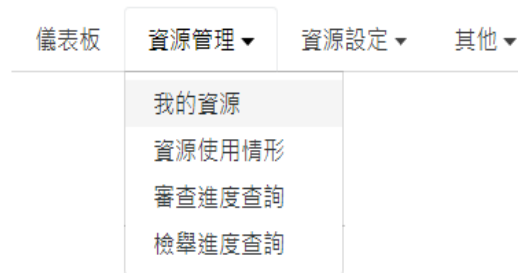 儀表板 資源管理▼ 資源設定▼ 其他▼
我的資源
資源使用情形
審查進度查詢
檢舉進度查詢